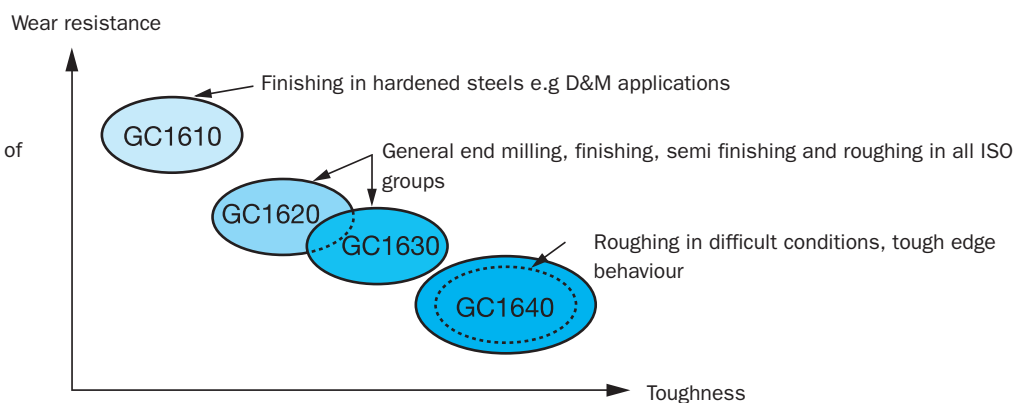 Wear resistance
Finishing in hardened steels e.g D&M applications
GC1610
of
General end milling, finishing, semi finishing and roughing in all ISO
groups
GC1620
GC1630
Roughing in difficult conditions, tough edge
behaviour
GC1640
Toughness